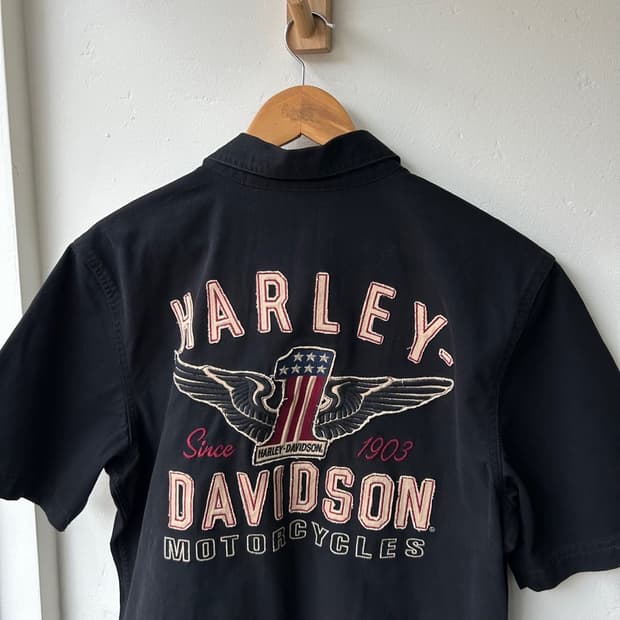 HARLEY-
HARLEY-DAVIDSON.
Since 1903
DAVIDSON®
MOTORCYCLES